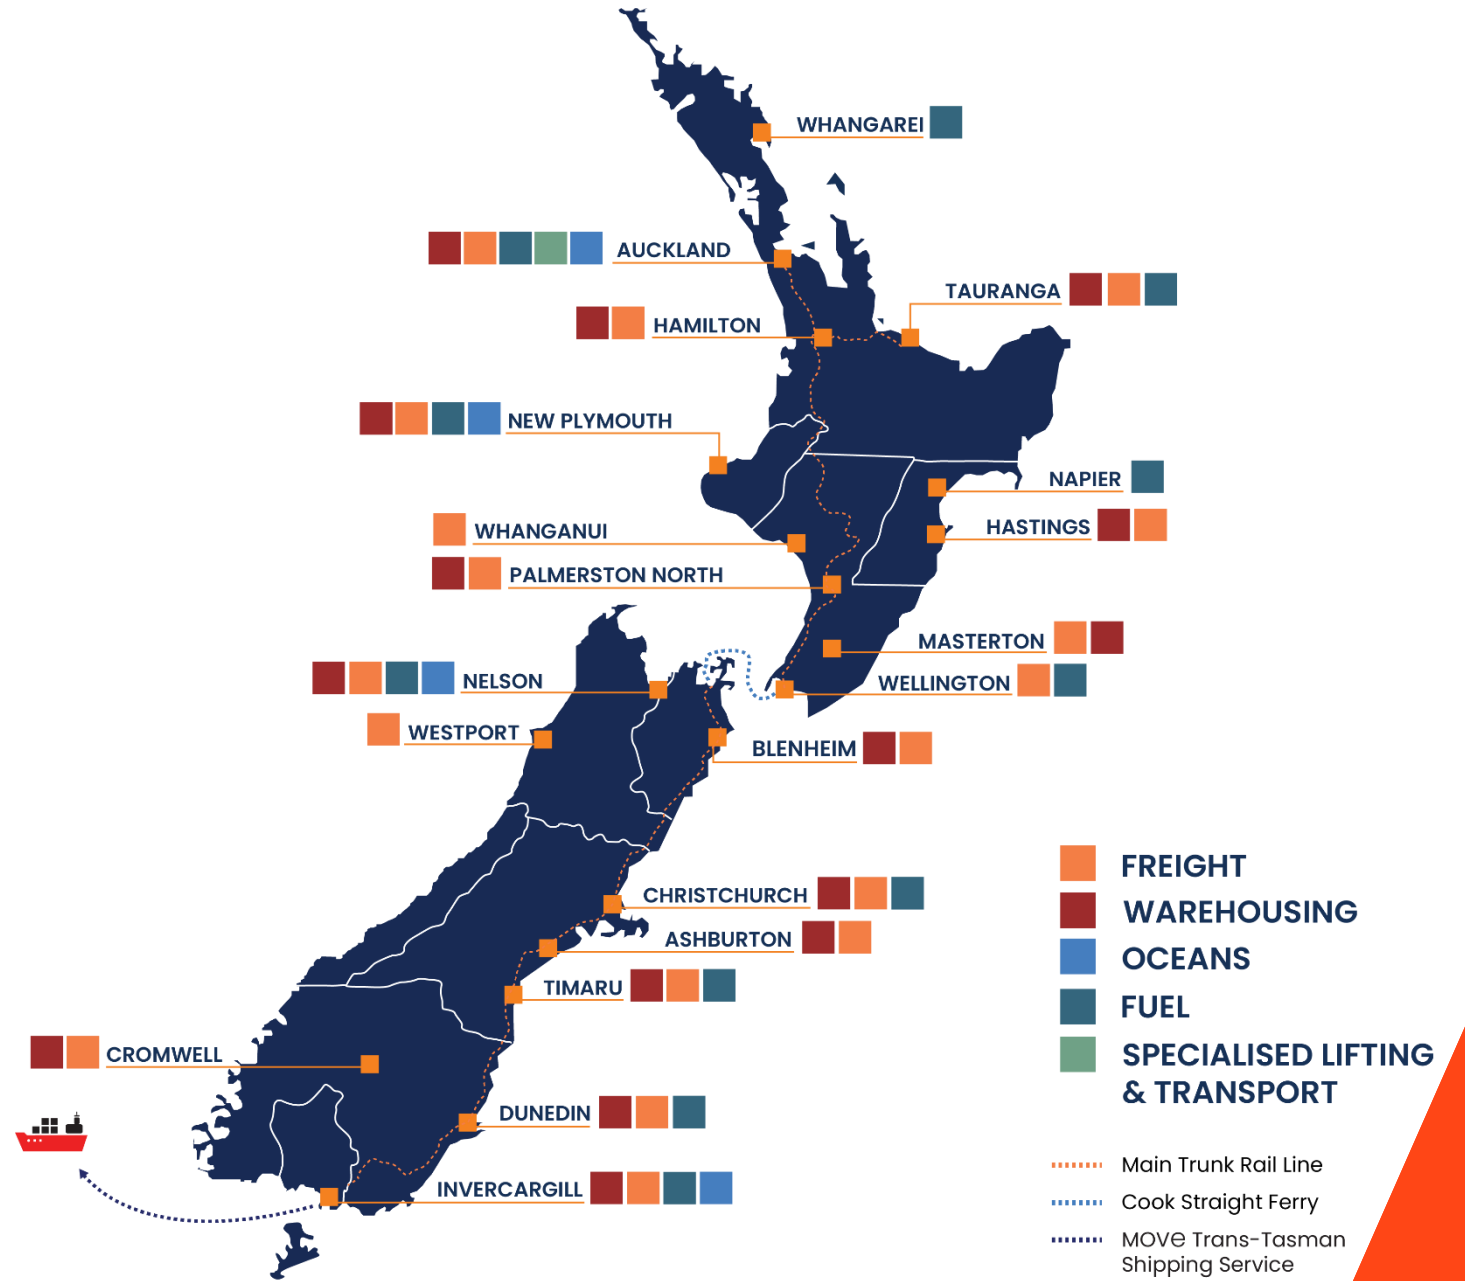 WHANGAREI
AUCKLAND
TAURANGA
HAMILTON
NEW PLYMOUTH
NAPIER
HASTINGS
WHANGANUI
PALMERSTON NORTH
MASTERTON
NELSON
WELLINGTON
WESTPORT
BLENHEIM
CHRISTCHURCH
ASHBURTON
TIMARU
CROMWELL
DUNEDIN
INVERCARGILL
FREIGHT
WAREHOUSING
OCEANS
FUEL
SPECIALISED LIFTING
& TRANSPORT
Main Trunk Rail Line
Cook Straight Ferry
MOVe Trans-Tasman
Shipping Service